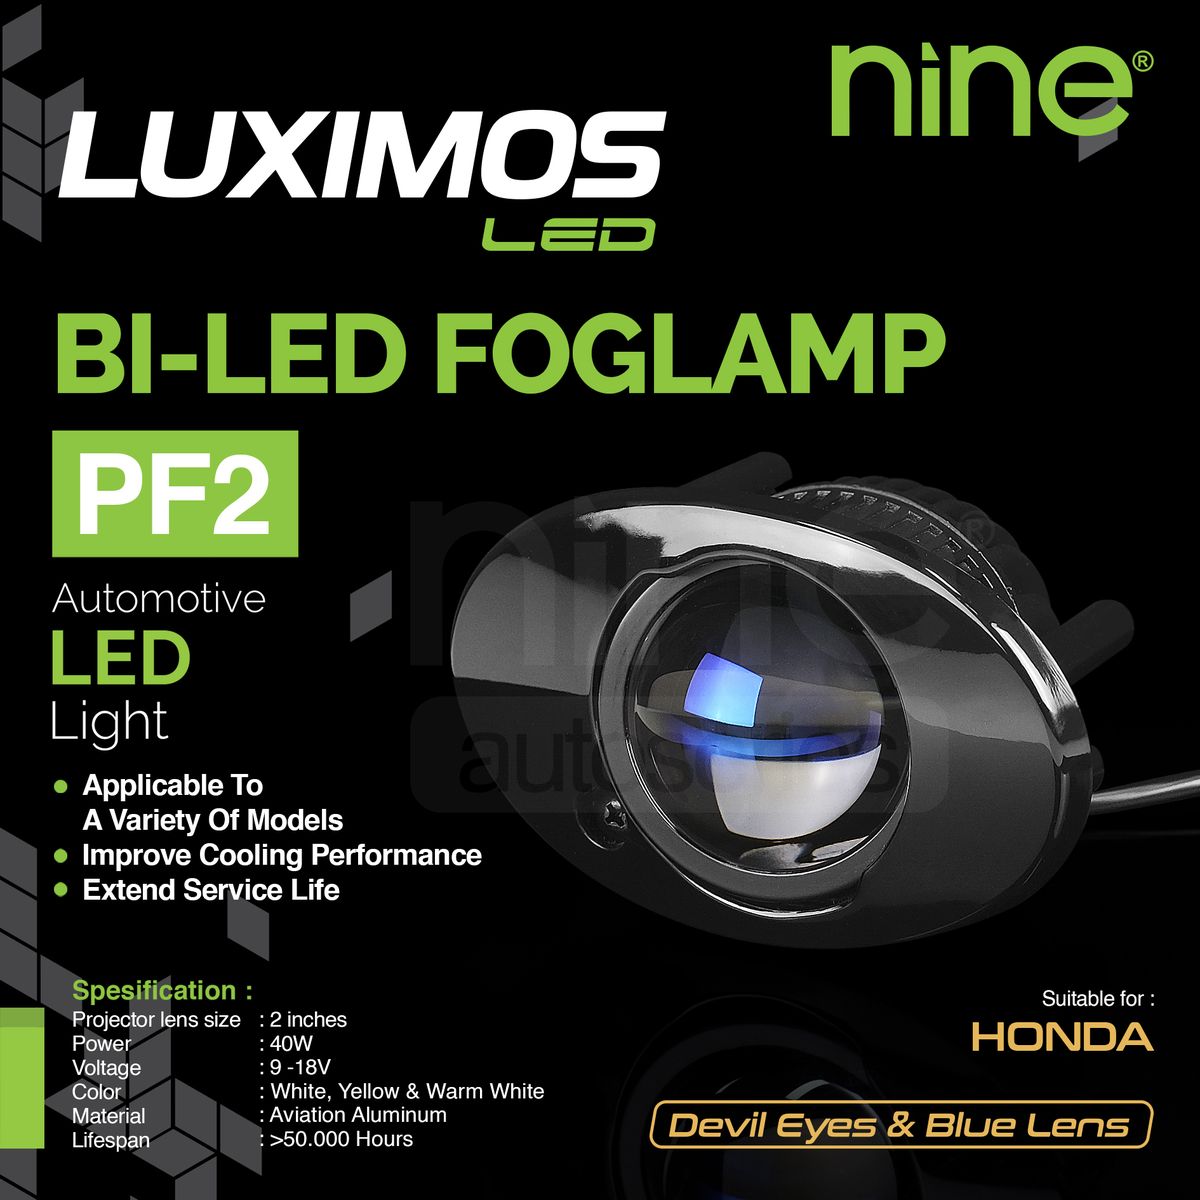 nine®
LUXIMOS
LED
BI-LED FOGLAMP
PF2
Automotive
LED
Light
• Applicable To
A Variety Of Models
• Improve Cooling Performance
• Extend Service Life
nine®
autoseries
Spesification :
Projector lens size : 2 inches
Power : 40W
Voltage : 9 -18V
Color : White, Yellow & Warm White
Material : Aviation Aluminum
Lifespan : >50.000 Hours
Suitable for :
HONDA
Devil Eyes & Blue Lens